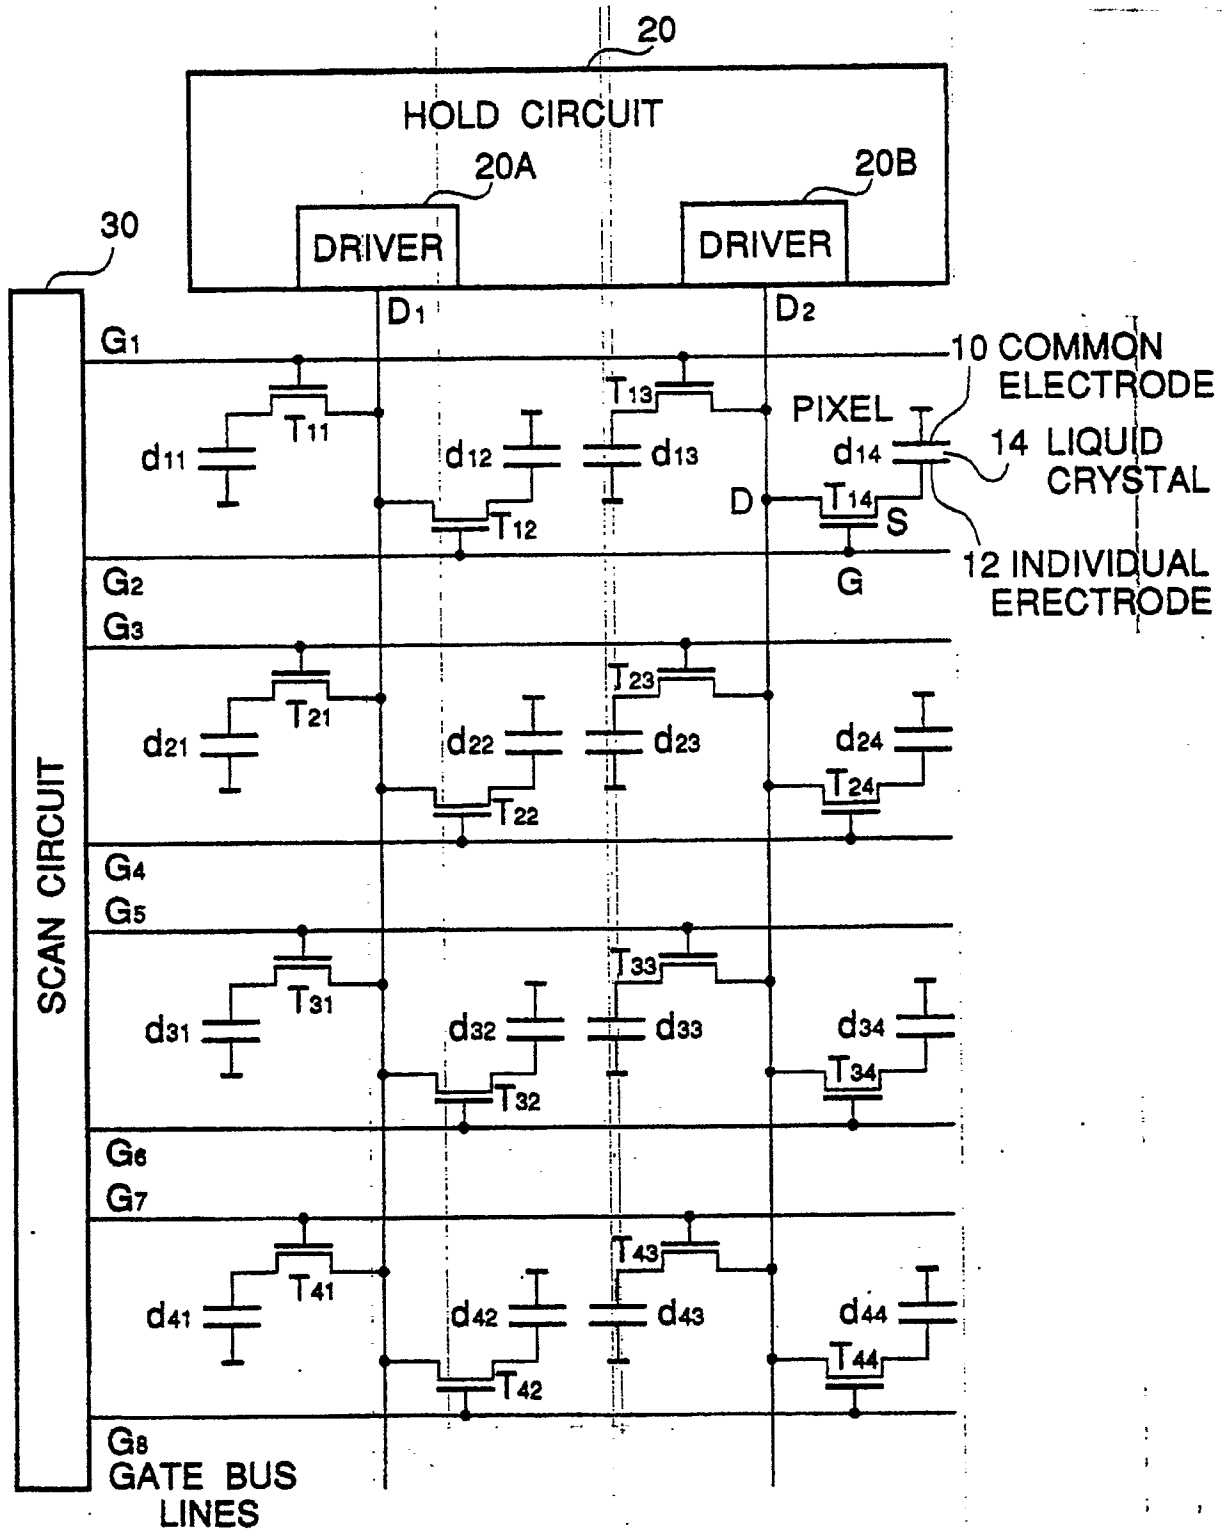 20
HOLD CIRCUIT
20A
20B
DRIVER
DRIVER
30
D1
D2
G1
10 COMMON
ELECTRODE
T11
T13
PIXEL
d11
d12
d13
d14
14 LIQUID
CRYSTAL
T12
D
T14
S
G2
G
12 INDIVIDUAL
ERECTRODE
G3
T21
T23
d21
d22
d23
d24
T22
T24
SCAN CIRCUIT
G4
G5
T31
T33
d31
d32
d33
d34
T32
T34
G6
G7
T41
T43
d41
d42
d43
d44
T42
T44
G8
GATE BUS
LINES